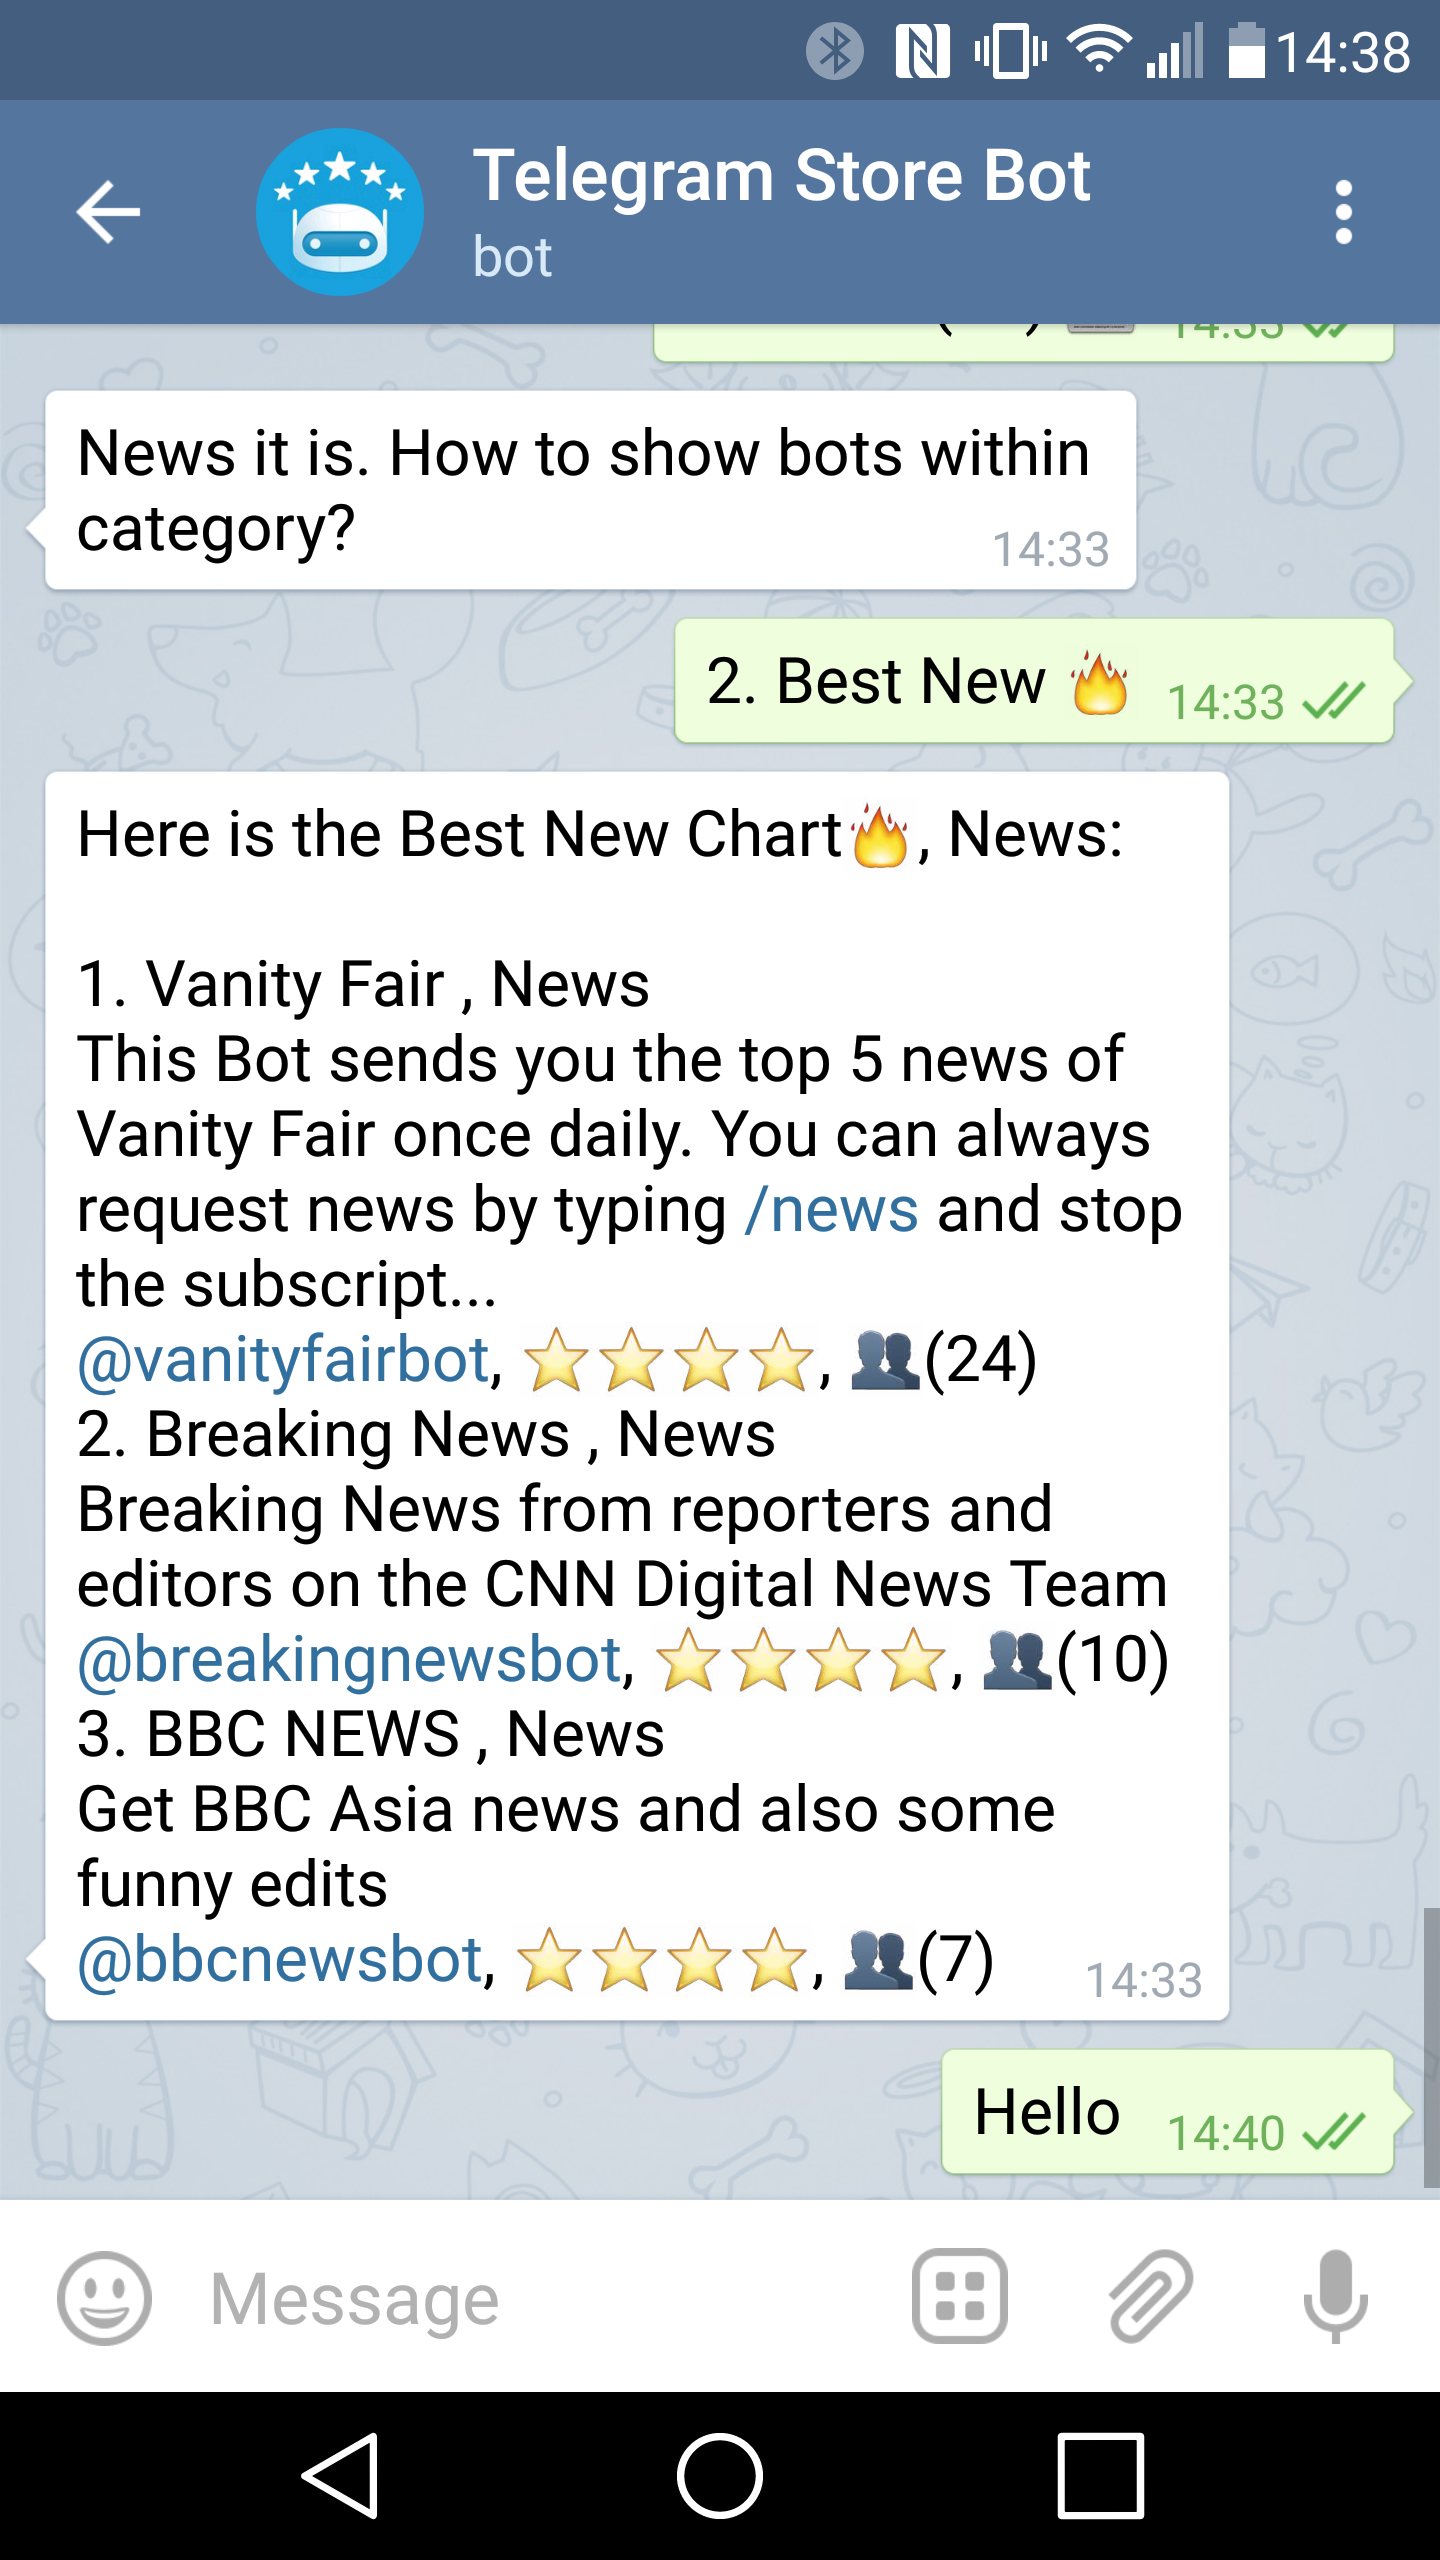 14:38
Telegram Store Bot
bot
News it is. How to show bots within
category?
14:33
2. Best New 🔥 14:33
Here is the Best New Chart🔥, News:
1. Vanity Fair , News
This Bot sends you the top 5 news of
Vanity Fair once daily. You can always
request news by typing /news and stop
the subscript...
@vanityfairbot, ⭐⭐⭐⭐, 👥(24)
2. Breaking News , News
Breaking News from reporters and
editors on the CNN Digital News Team
@breakingnewsbot, ⭐⭐⭐⭐, 👥(10)
3. BBC NEWS , News
Get BBC Asia news and also some
funny edits
@bbcnewsbot, ⭐⭐⭐⭐, 👥(7) 14:33
Hello 14:40
Message